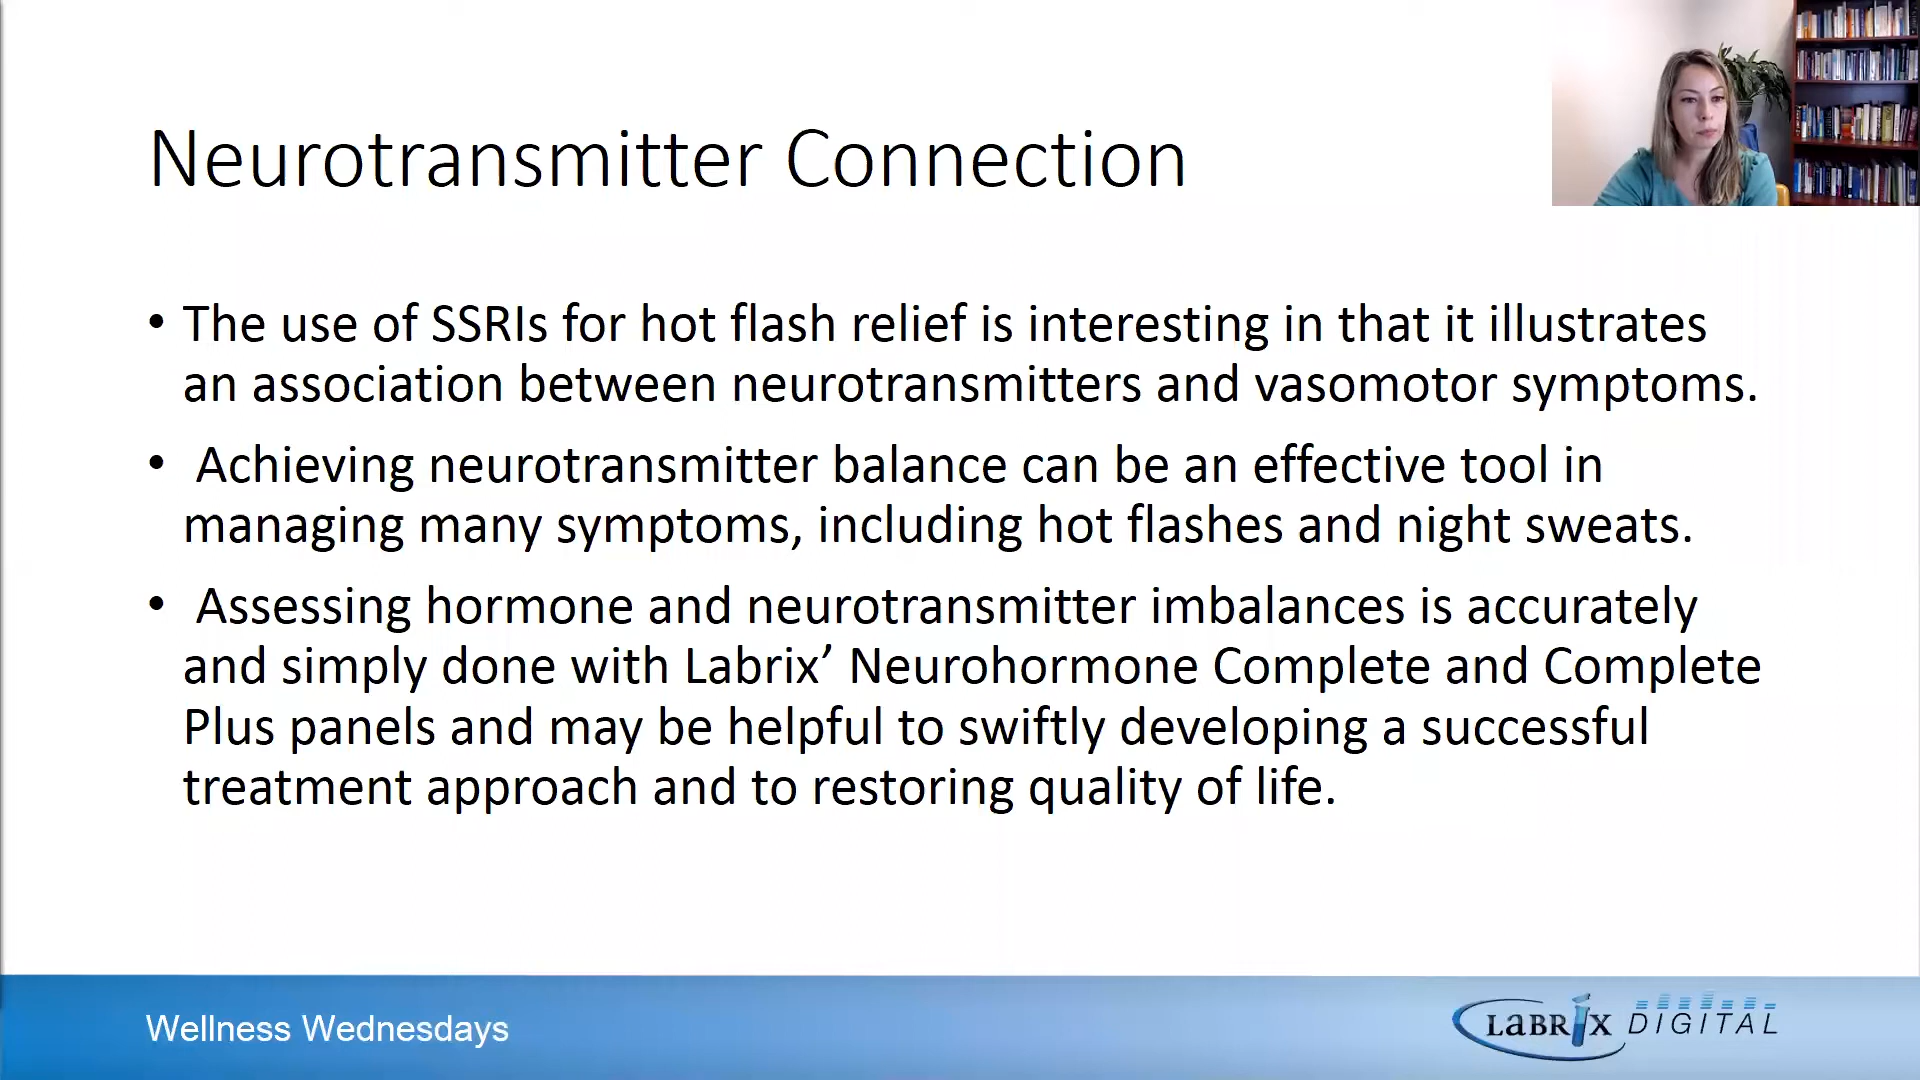 Neurotransmitter Connection
• The use of SSRIs for hot flash relief is interesting in that it illustrates
an association between neurotransmitters and vasomotor symptoms.
• Achieving neurotransmitter balance can be an effective tool in
managing many symptoms, including hot flashes and night sweats.
• Assessing hormone and neurotransmitter imbalances is accurately
and simply done with Labrix’ Neurohormone Complete and Complete
Plus panels and may be helpful to swiftly developing a successful
treatment approach and to restoring quality of life.
Wellness Wednesdays
LABRIX DIGITAL